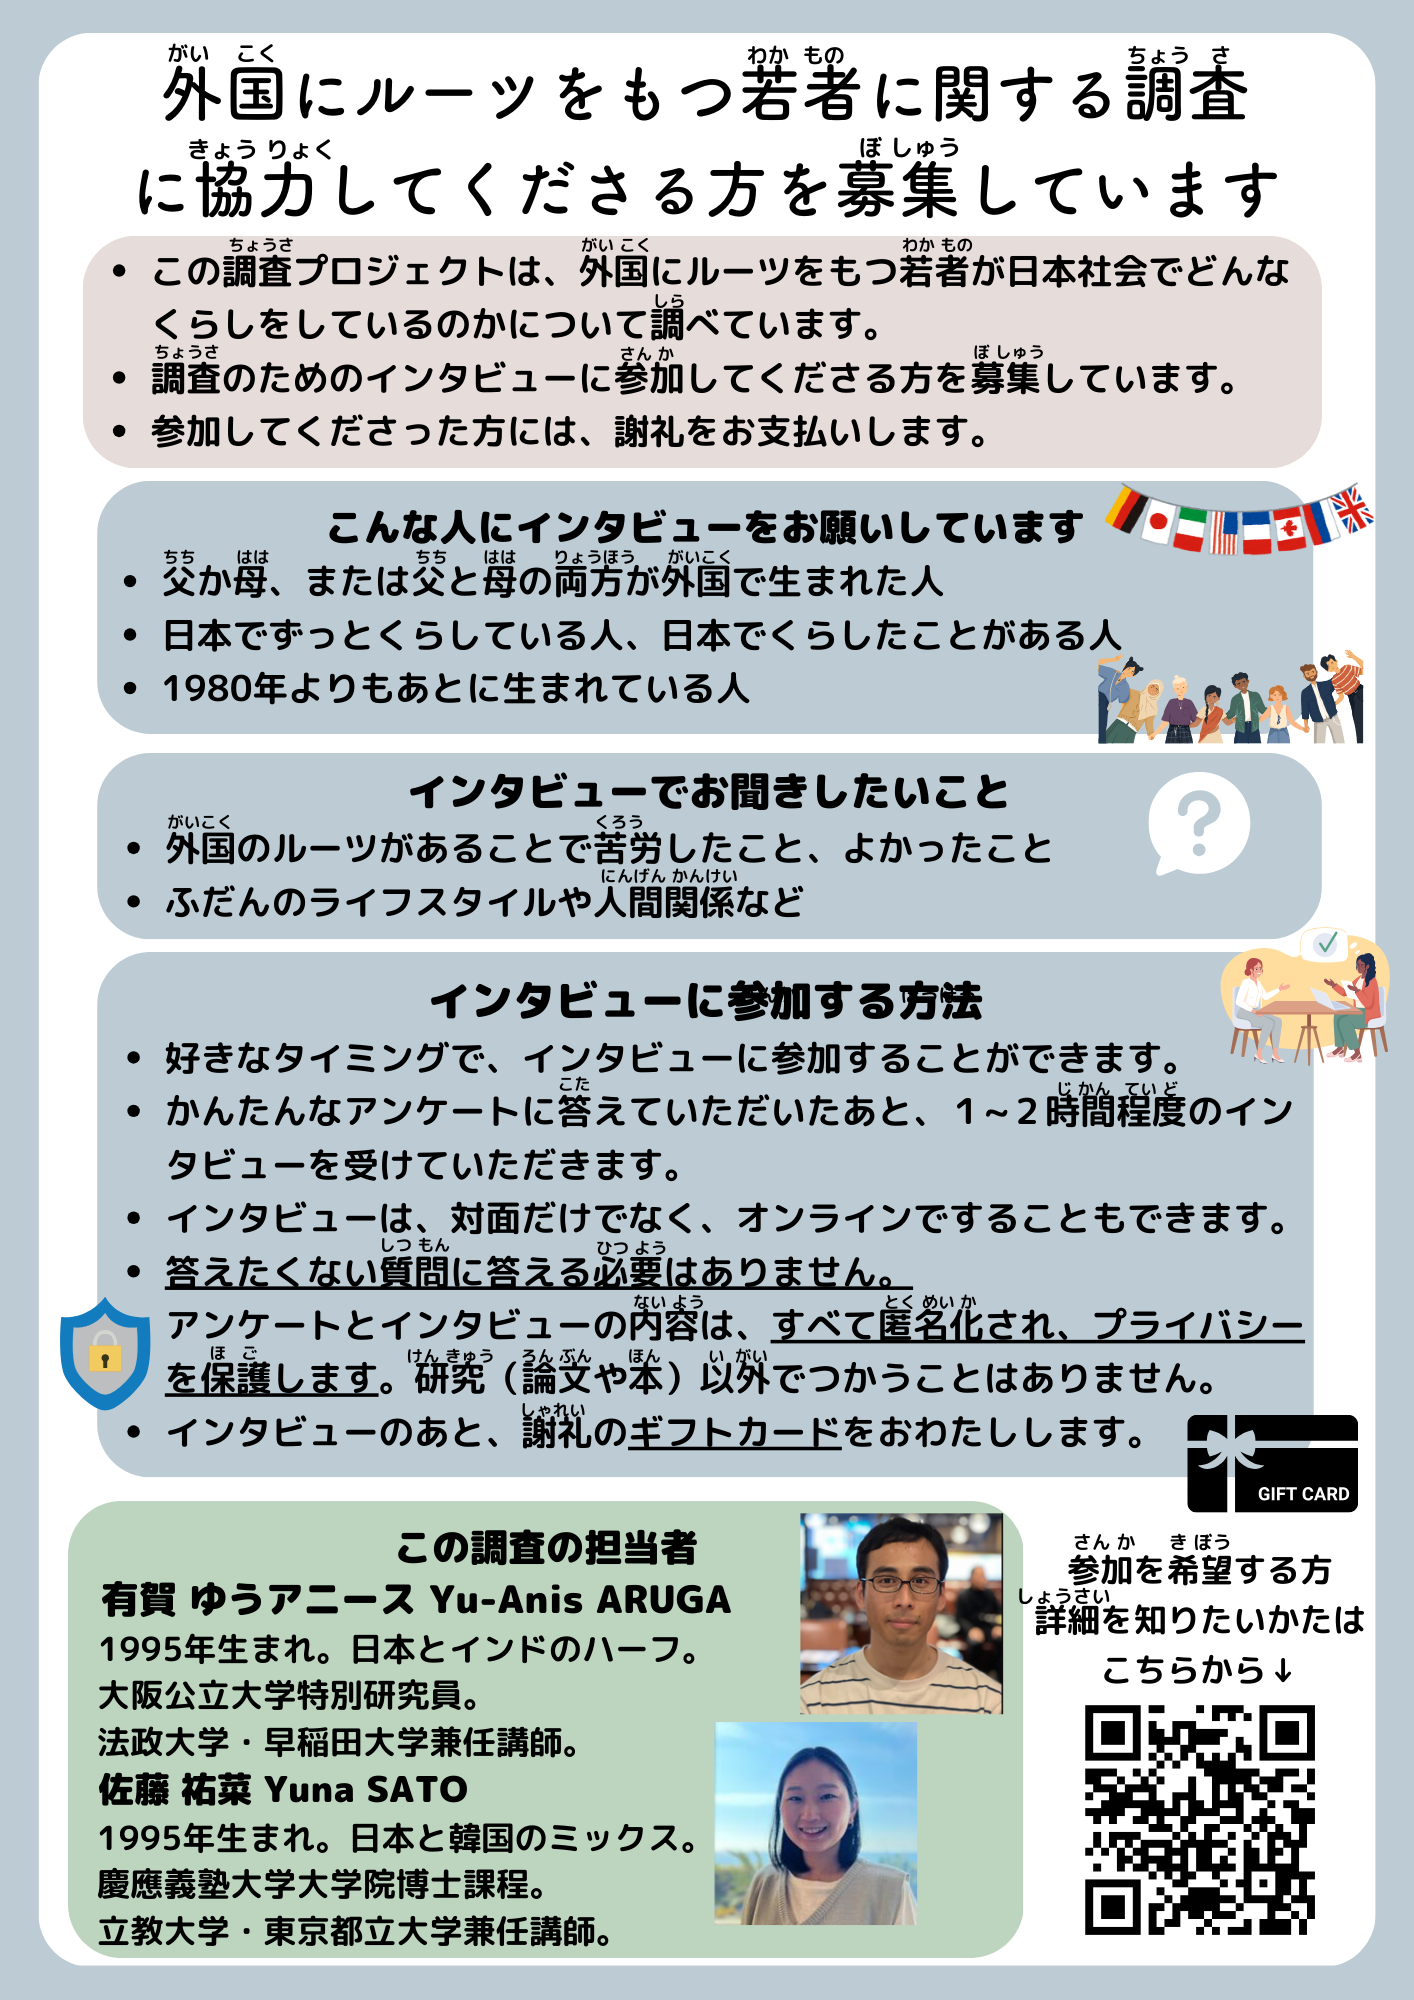 外国にルーツをもつ若者に関する調査
に協力してくださる方を募集しています
• この調査プロジェクトは、外国にルーツをもつ若者が日本社会でどんな
くらしをしているのかについて調べています。
• 調査のためのインタビューに参加してくださる方を募集しています。
• 参加してくださった方には、謝礼をお支払いします。
こんな人にインタビューをお願いしています
• 父か母、または父と母の両方が外国で生まれた人
• 日本でずっとくらしている人、日本でくらしたことがある人
• 1980年よりもあとに生まれている人
インタビューでお聞きしたいこと
• 外国のルーツがあることで苦労したこと、よかったこと
• ふだんのライフスタイルや人間関係など
インタビューに参加する方法
• 好きなタイミングで、インタビューに参加することができます。
• かんたんなアンケートに答えていただいたあと、1~2時間程度のイン
タビューを受けていただきます。
• インタビューは、対面だけでなく、オンラインですることもできます。
• 答えたくない質問に答える必要はありません。
アンケートとインタビューの内容は、すべて匿名化され、プライバシー
を保護します。研究（論文や本）以外でつかうことはありません。
• インタビューのあと、謝礼のギフトカードをおわたしします。
GIFT CARD
この調査の担当者
有賀 ゆうアニース Yu-Anis ARUGA
1995年生まれ。日本とインドのハーフ。
大阪公立大学特別研究員。
法政大学・早稲田大学兼任講師。
佐藤 祐菜 Yuna SATO
1995年生まれ。日本と韓国のミックス。
慶應義塾大学大学院博士課程。
立教大学・東京都立大学兼任講師。
参加を希望する方
詳細を知りたいかたは
こちらから↓